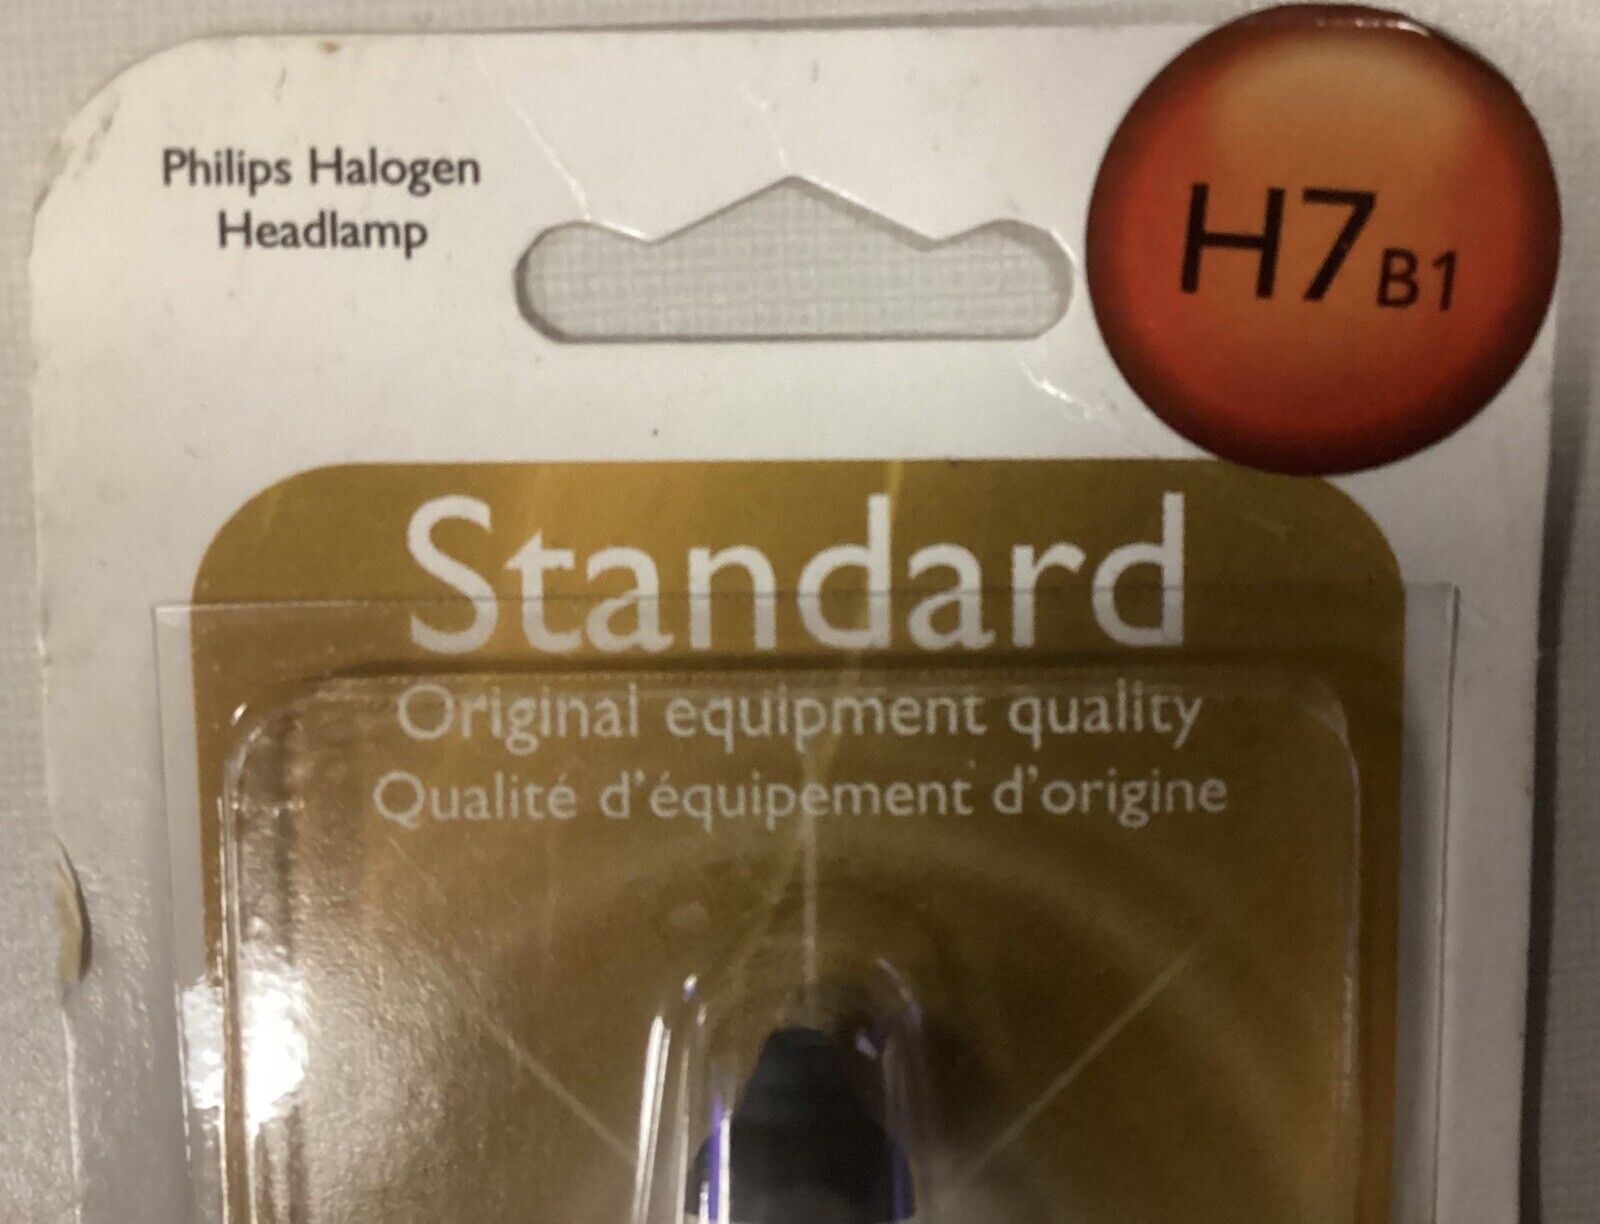 Philips Halogen
Headlamp
H7 B1
Standard
Original equipment quality
Qualité d'équipement d'origine